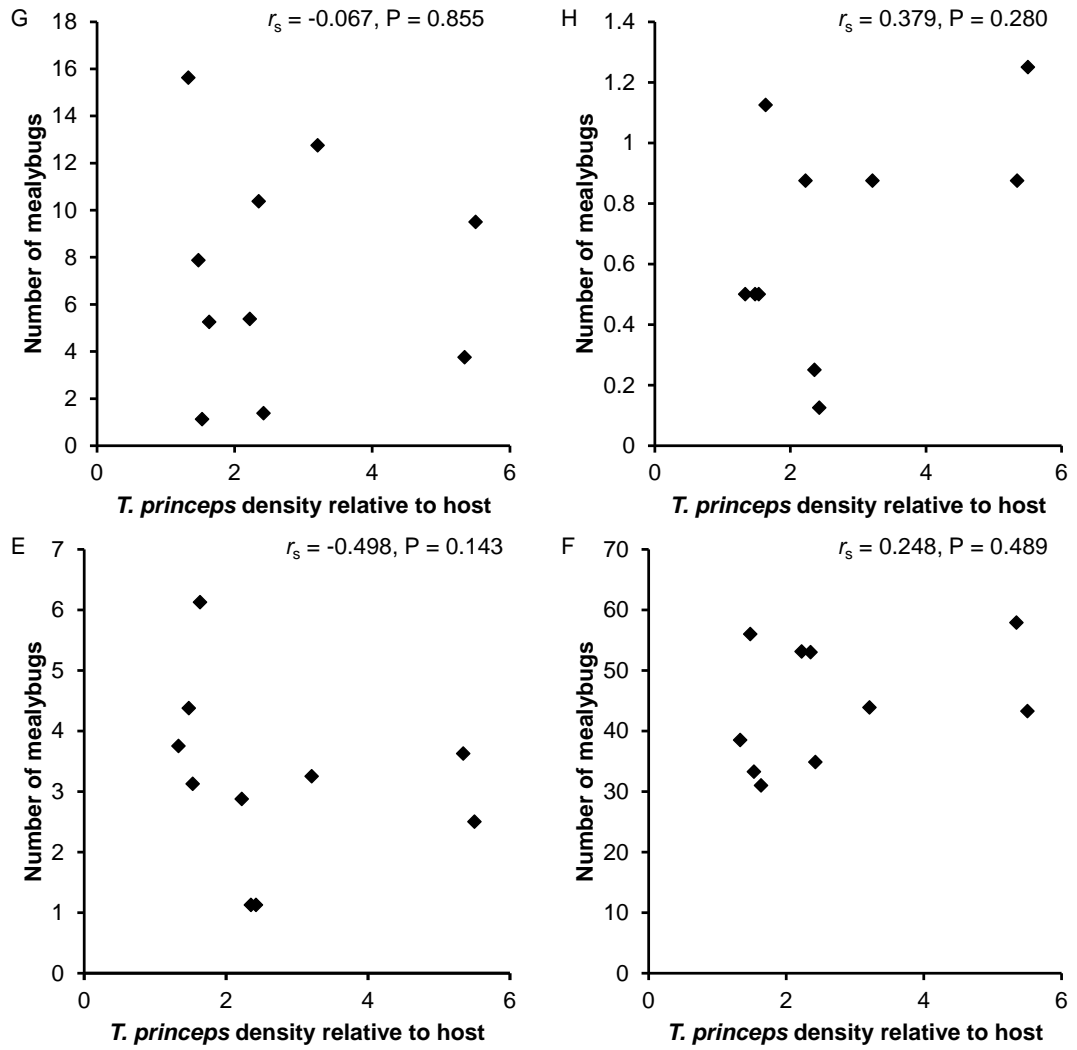 G
r_s = -0.067, P = 0.855
Number of mealybugs
18
16
14
12
10
8
6
4
2
0
0 2 4 6
T. princeps density relative to host
H
r_s = 0.379, P = 0.280
Number of mealybugs
1.4
1.2
1
0.8
0.6
0.4
0.2
0
0 2 4 6
T. princeps density relative to host
E
r_s = -0.498, P = 0.143
Number of mealybugs
7
6
5
4
3
2
1
0
0 2 4 6
T. princeps density relative to host
F
r_s = 0.248, P = 0.489
Number of mealybugs
70
60
50
40
30
20
10
0
0 2 4 6
T. princeps density relative to host